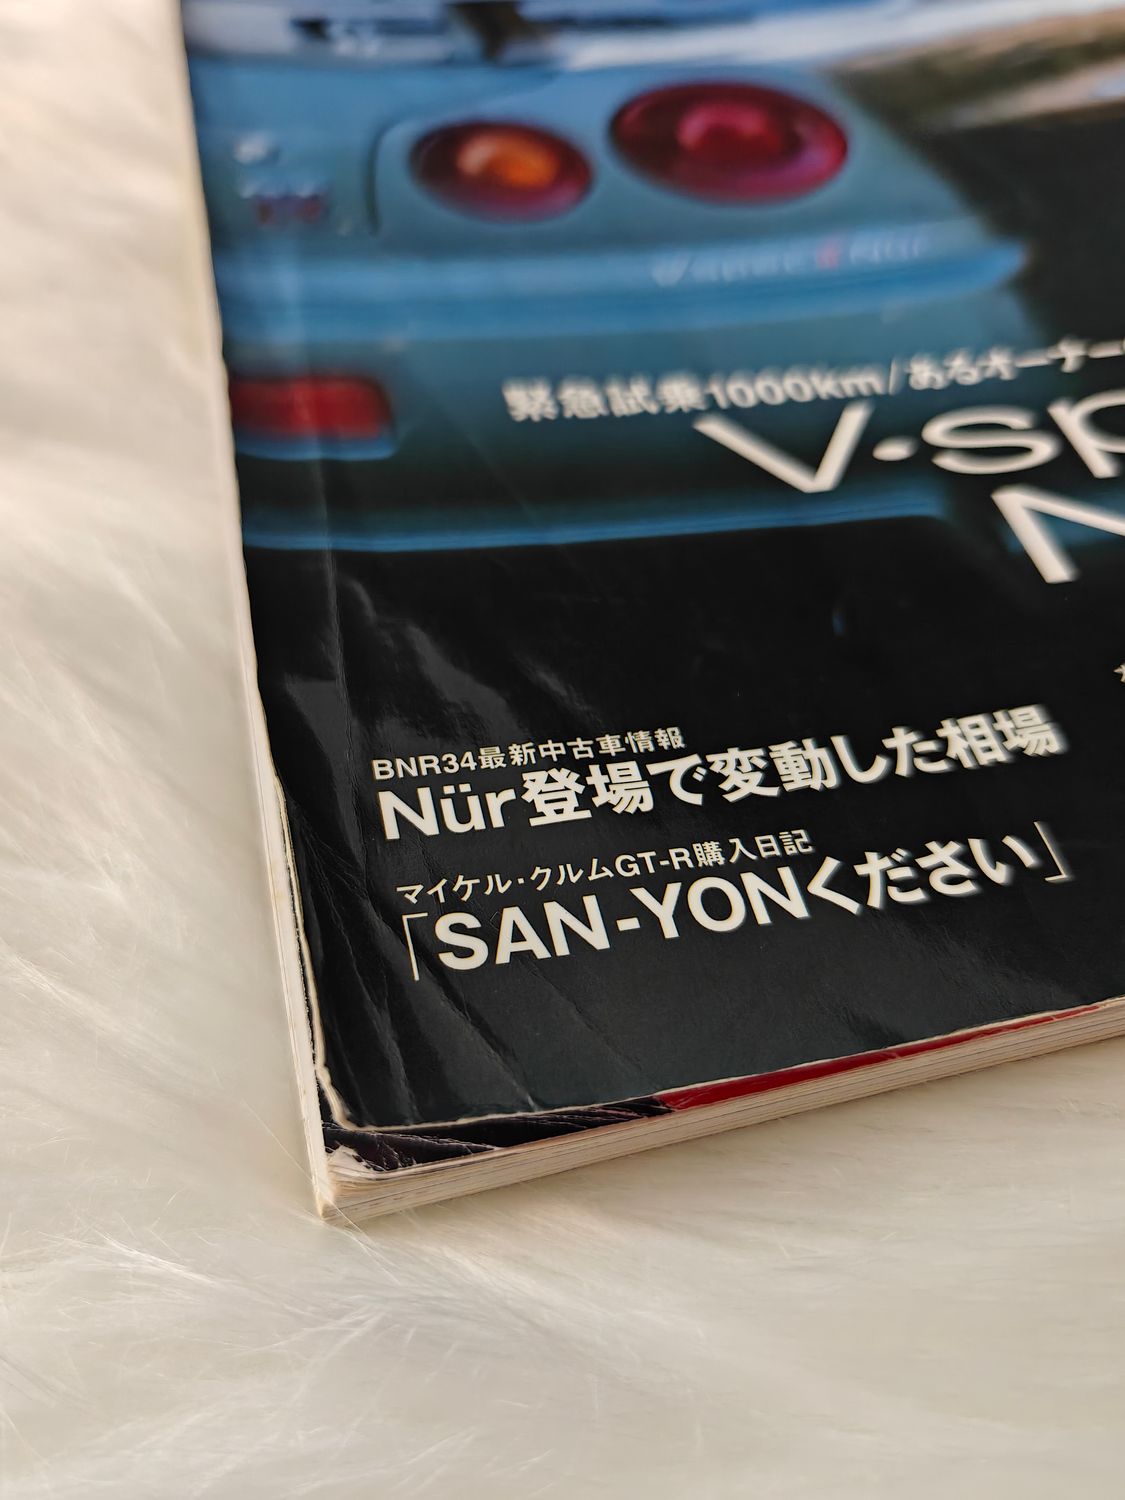 V·spec II Nür
緊急試乗1000km/あるオーナー
V·sp
N
BNR34最新中古車情報
Nür登場で変動した相場
マイケル・クルムGT-R購入日記
「SAN-YONください」